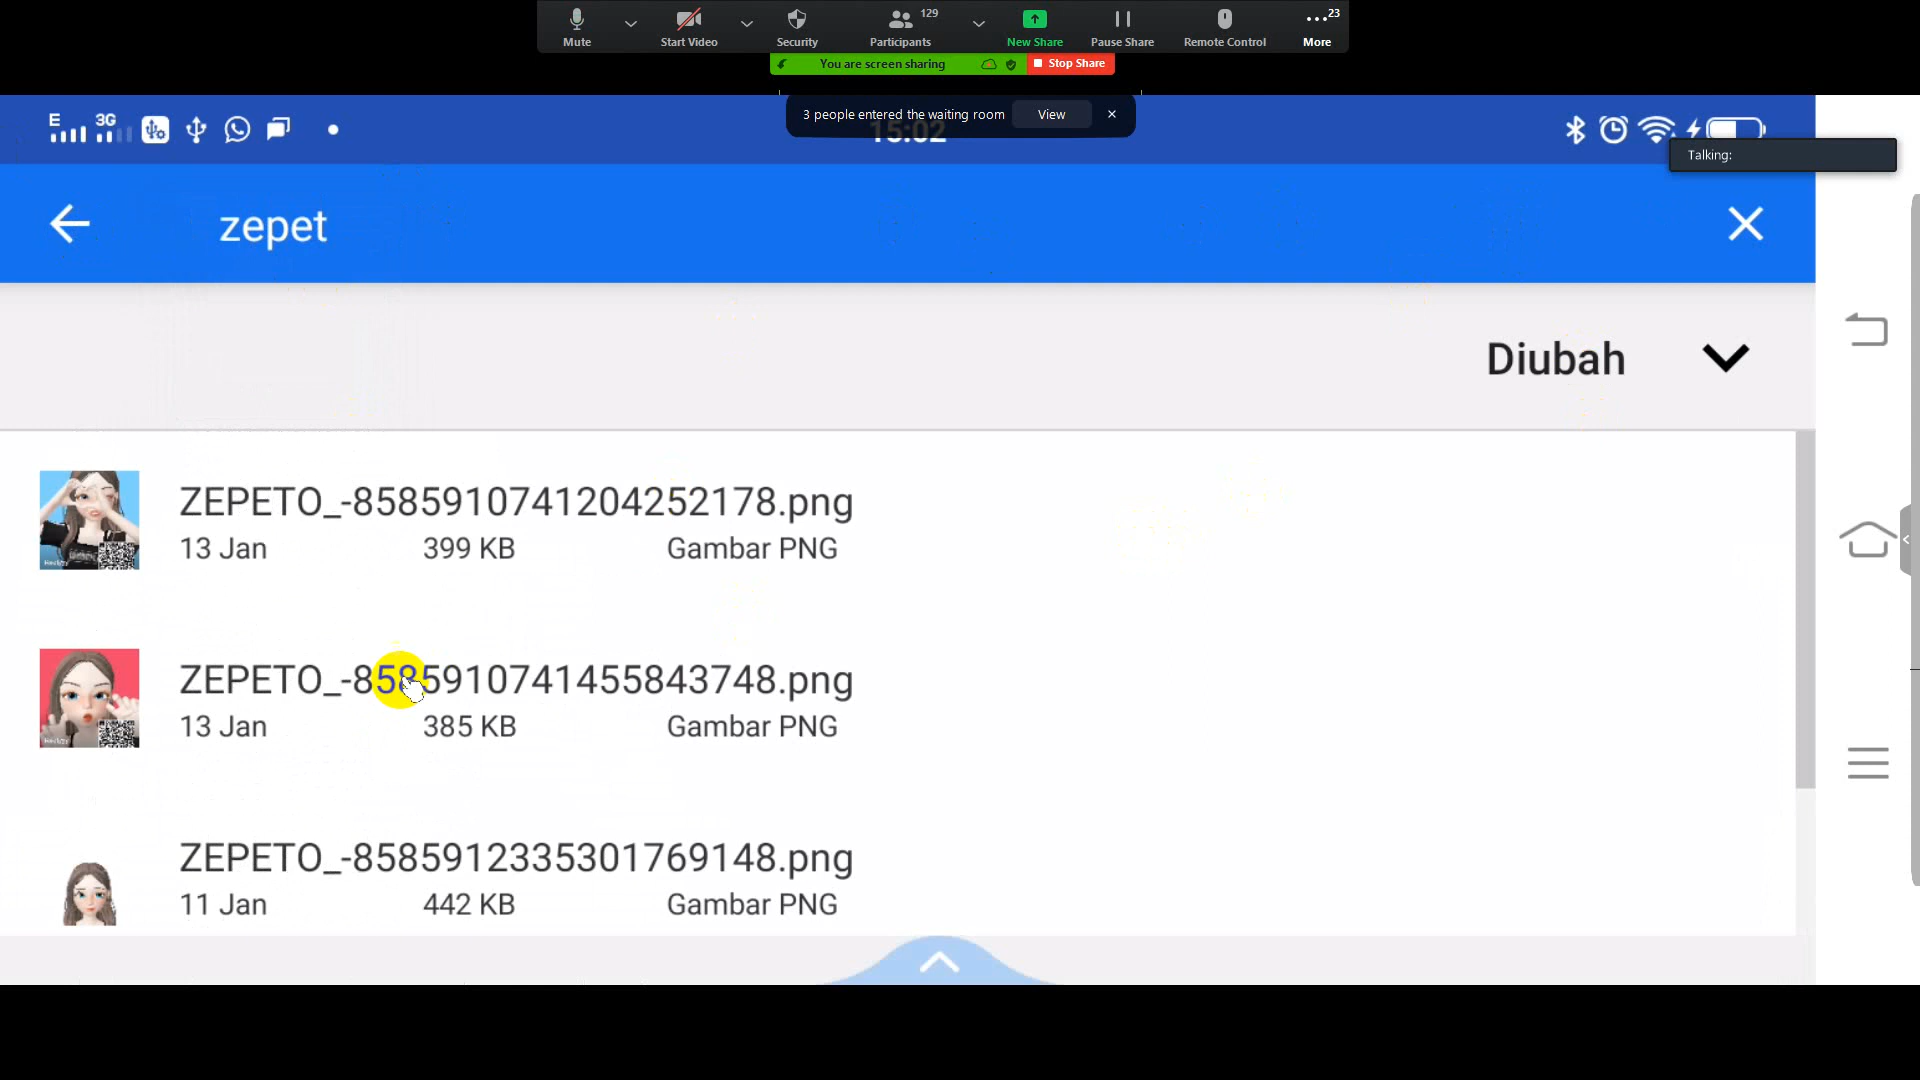 129
23
Mute
Start Video
Security
Participants
New Share
Pause Share
Remote Control
More
You are screen sharing
Stop Share
3 people entered the waiting room
View
E
3G
15:02
Talking:
zepet
Diubah
ZEPETO_-8585910741204252178.png
13 Jan 399 KB Gambar PNG
ZEPETO_-8585910741455843748.png
13 Jan 385 KB Gambar PNG
ZEPETO_-8585912335301769148.png
11 Jan 442 KB Gambar PNG